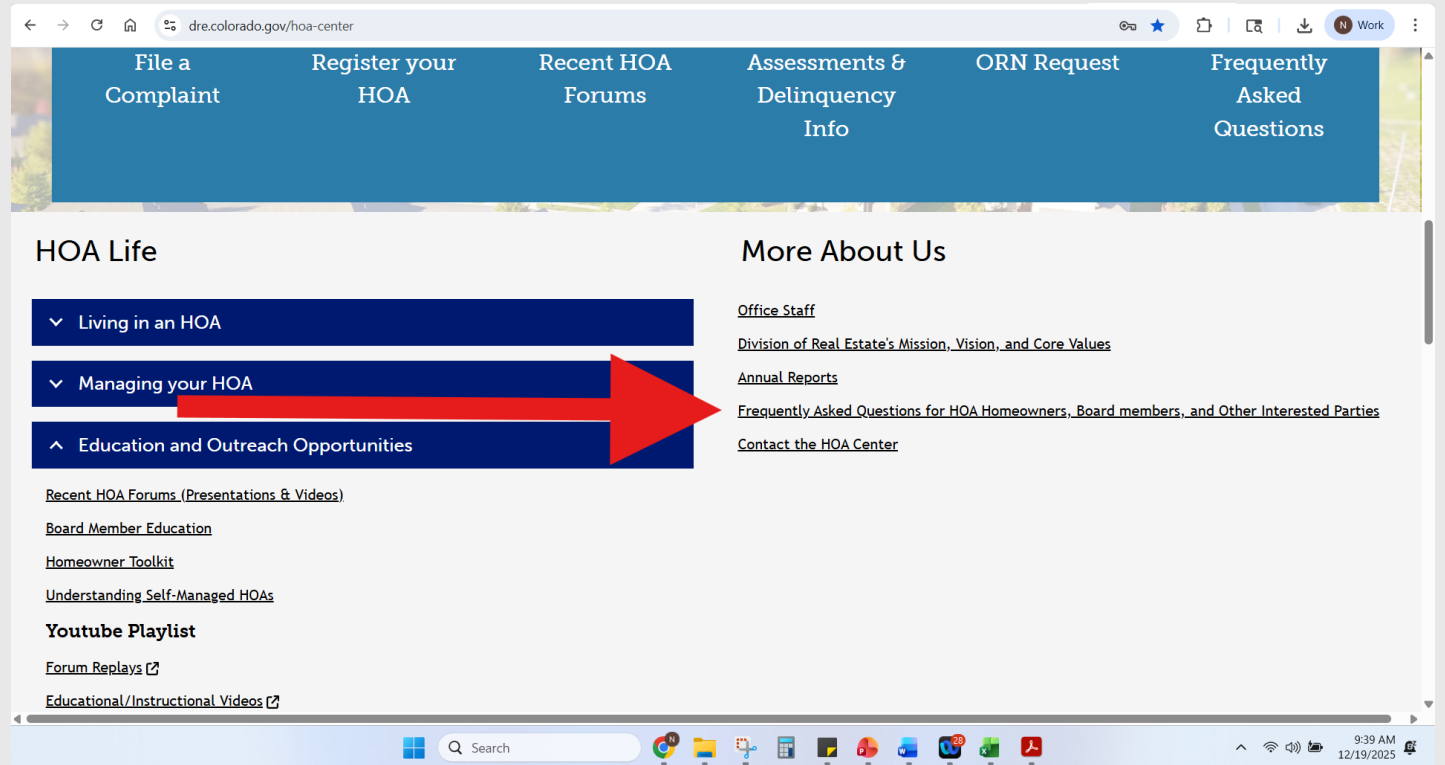 dre.colorado.gov/hoa-center
N Work
File a
Complaint
Register your
HOA
Recent HOA
Forums
Assessments &
Delinquency
Info
ORN Request
Frequently
Asked
Questions
HOA Life
Living in an HOA
Managing your HOA
Education and Outreach Opportunities
Recent HOA Forums (Presentations & Videos)
Board Member Education
Homeowner Toolkit
Understanding Self-Managed HOAs
Youtube Playlist
Forum Replays
Educational/Instructional Videos
More About Us
Office Staff
Division of Real Estate's Mission, Vision, and Core Values
Annual Reports
Frequently Asked Questions for HOA Homeowners, Board members, and Other Interested Parties
Contact the HOA Center
Search
N
28
9:39 AM
12/19/2025